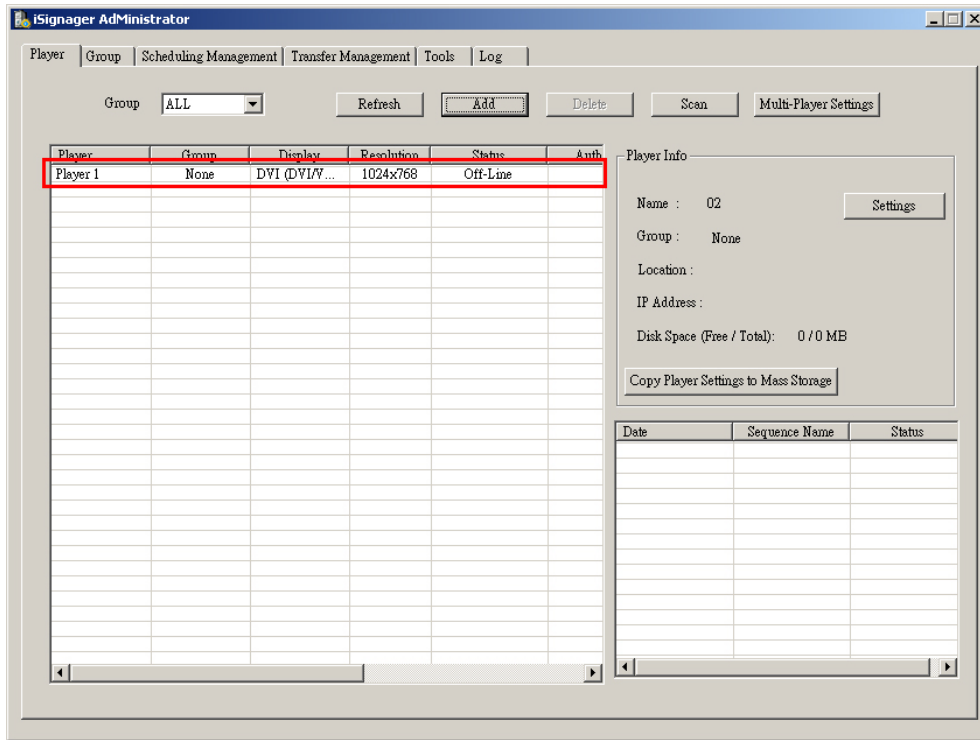 iSignager AdMinistrator
Player Group Scheduling Management Transfer Management Tools Log
Group ALL Refresh Add Delete Scan Multi-Player Settings
Player Group Display Resolution Status Auth
Player 1 None DVI (DVI/V... 1024x768 Off-Line
Player Info
Name : 02 Settings
Group : None
Location :
IP Address :
Disk Space (Free / Total): 0 / 0 MB
Copy Player Settings to Mass Storage
Date Sequence Name Status